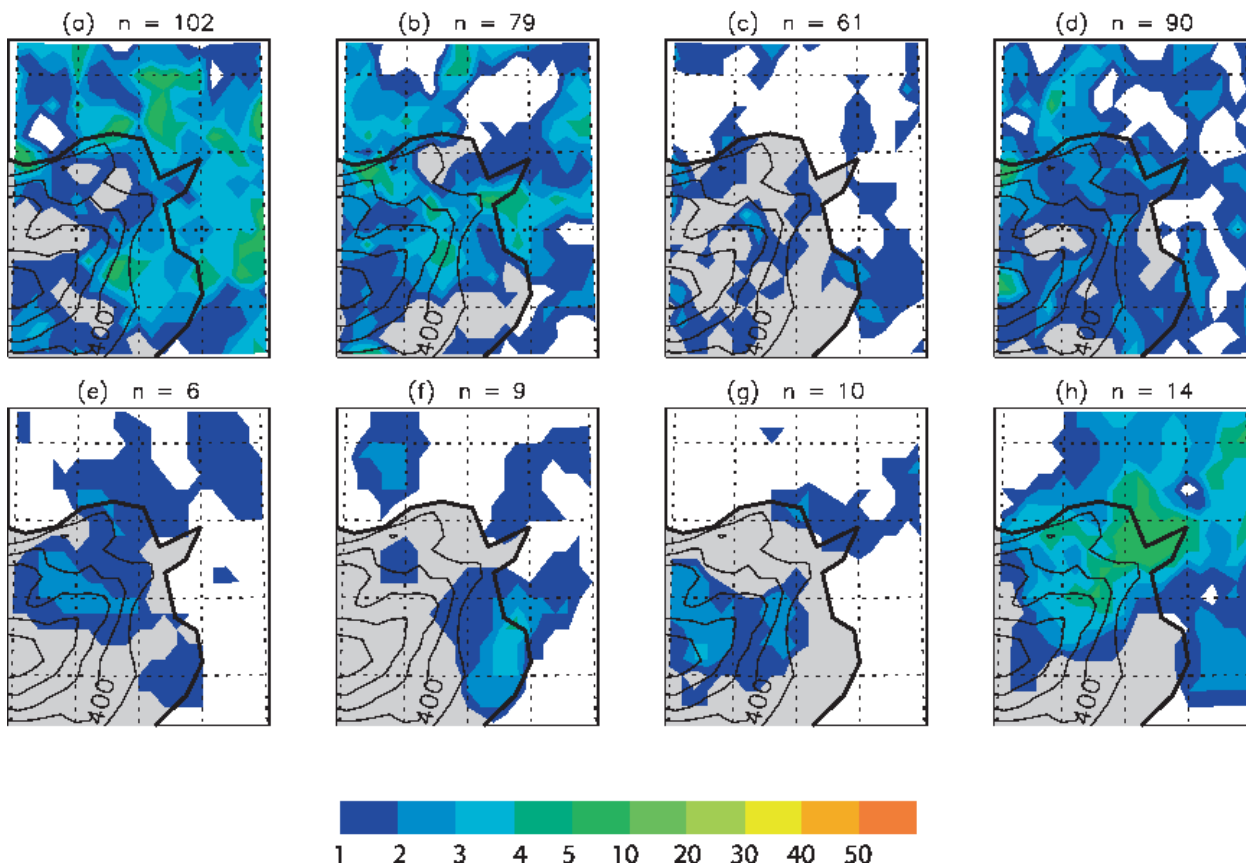 (a) n = 102
(b) n = 79
(c) n = 61
(d) n = 90
400
400
400
400
(e) n = 6
(f) n = 9
(g) n = 10
(h) n = 14
400
400
400
400
1 2 3 4 5 10 20 30 40 50